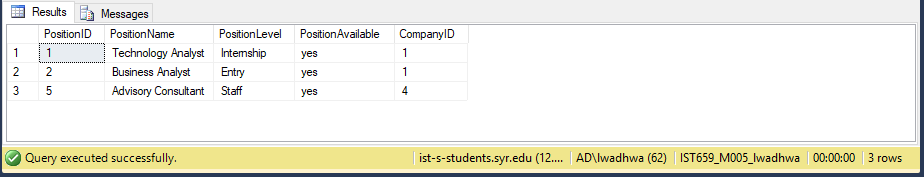 Results Messages
PositionID PositionName PositionLevel PositionAvailable CompanyID
1 1 Technology Analyst Internship yes 1
2 2 Business Analyst Entry yes 1
3 5 Advisory Consultant Staff yes 4
Query executed successfully. ist-s-students.syr.edu (12.... AD\lwadhwa (62) IST659_M005_lwadhwa 00:00:00 3 rows